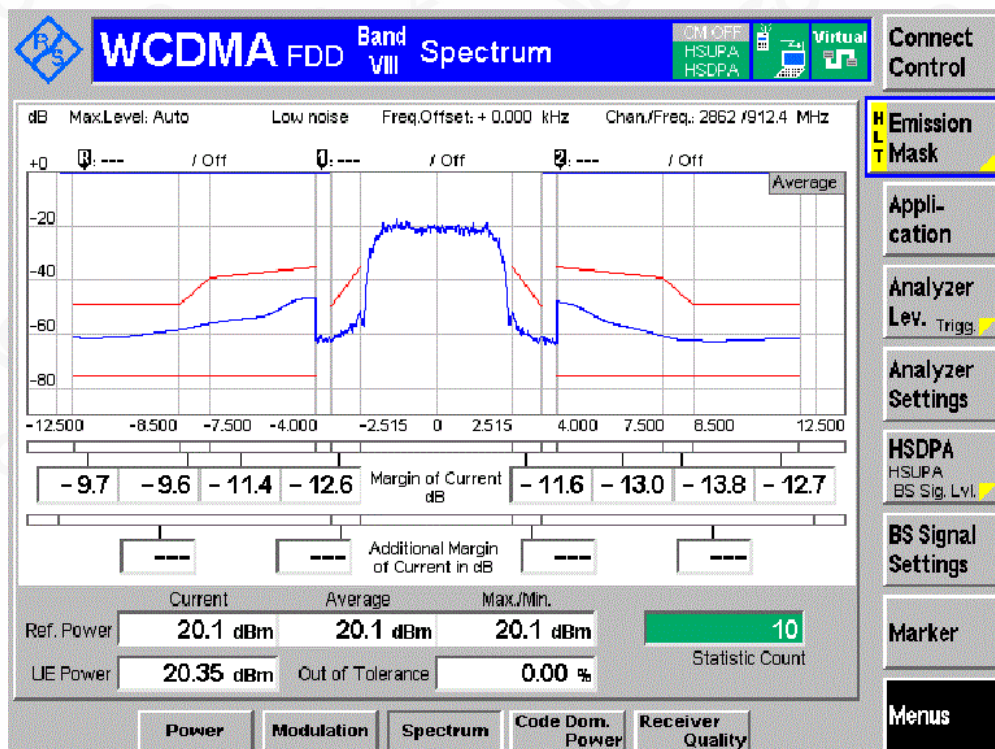 R S
WCDMA FDD Band VIII Spectrum
CM OFF
HSUPA
HSDPA
Virtual
Connect Control
dB Max.Level: Auto Low noise Freq.Offset: + 0.000 kHz Chan./Freq.: 2862 /912.4 MHz
HLT Emission Mask
R: --- / Off 1: --- / Off 2: --- / Off
Average
+0
-20
-40
-60
-80
-12.500 -8.500 -7.500 -4.000 -2.515 0 2.515 4.000 7.500 8.500 12.500
Appli-
cation
Analyzer
Lev. Trigg.
Analyzer
Settings
- 9.7 - 9.6 - 11.4 - 12.6 Margin of Current dB - 11.6 - 13.0 - 13.8 - 12.7
HSDPA
HSUPA
BS Sig. Lvl.
--- --- Additional Margin of Current in dB --- ---
BS Signal
Settings
Current Average Max./Min.
Ref. Power 20.1 dBm 20.1 dBm 20.1 dBm 10
Statistic Count
UE Power 20.35 dBm Out of Tolerance 0.00 %
Marker
Power Modulation Spectrum Code Dom. Power Receiver Quality
Menus